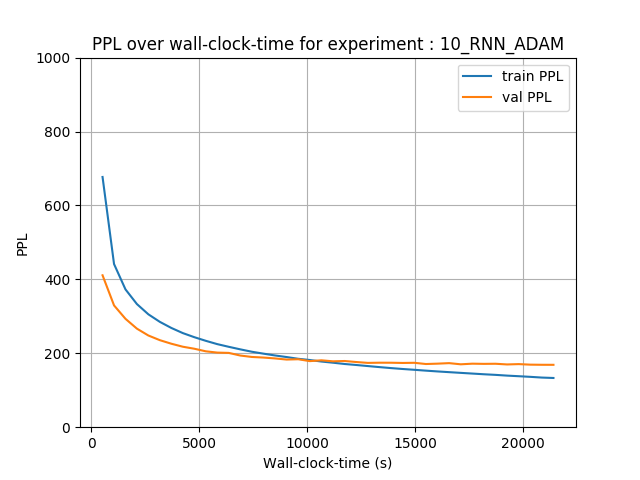 PPL over wall-clock-time for experiment : 10_RNN_ADAM
1000
800
600
400
200
0
PPL
train PPL
val PPL
0 5000 10000 15000 20000
Wall-clock-time (s)